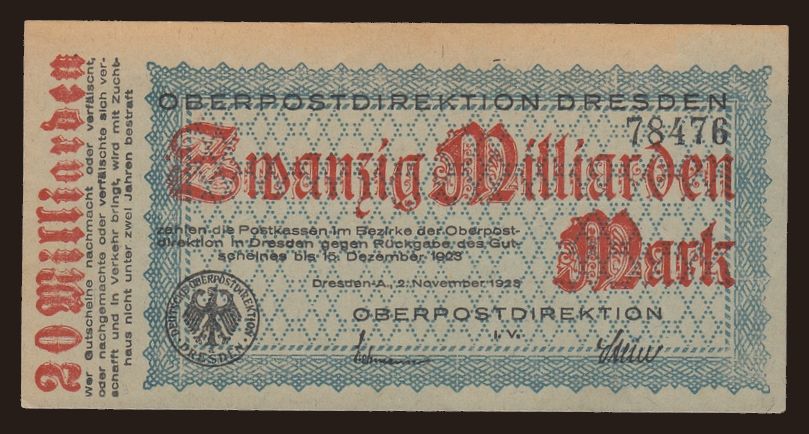 20 Milliarden
Wer Gutscheine nachmacht oder verfälscht,
oder nachgemachte oder verfälschte sich ver-
schafft und in Verkehr bringt, wird mit Zucht-
haus nicht unter zwei Jahren bestraft
OBERPOSTDIREKTION DRESDEN
78476
Zwanzig Milliarden
Mark
zahlen die Postkassen im Bezirke der Oberpost-
direktion in Dresden gegen Rückgabe des Gut-
scheines bis 15. Dezember 1923
Dresden-A., 2. November 1923
OBERPOSTDIREKTION
I. V.
DEUTSCHE OBERPOSTDIREKTION
DRESDEN